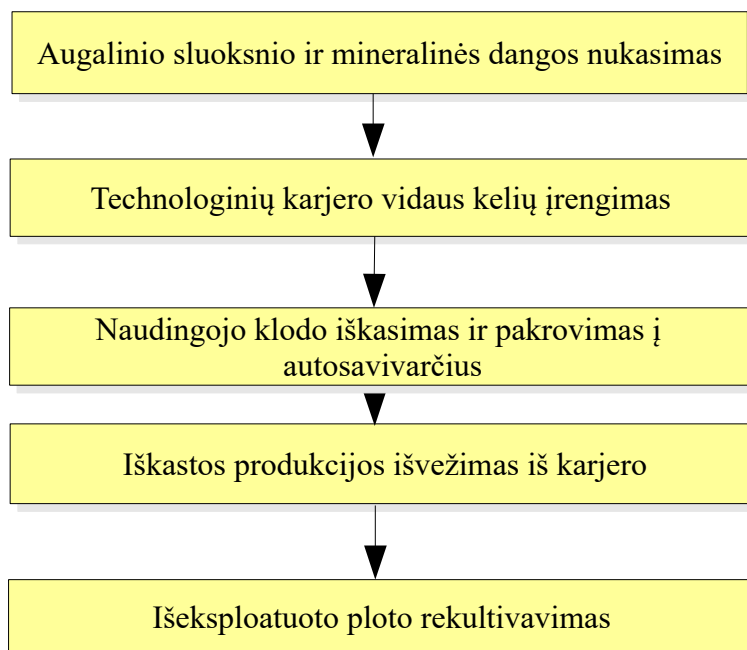 Augalinio sluoksnio ir mineralinės dangos nukasimas
Technologinių karjero vidaus kelių įrengimas
Naudingojo klodo iškasimas ir pakrovimas į
autosavivarčius
Iškastos produkcijos išvežimas iš karjero
Išeksploatuoto ploto rekultivavimas